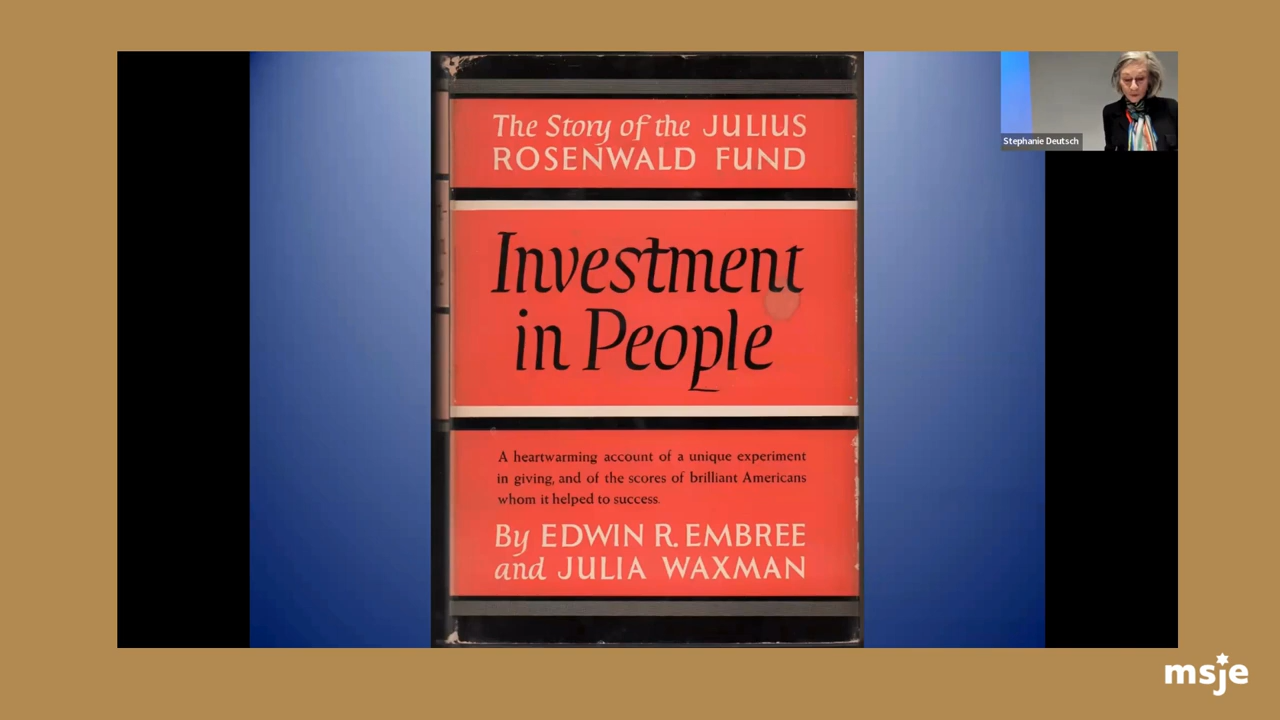 The Story of the JULIUS
ROSENWALD FUND
Investment
in People
A heartwarming account of a unique experiment
in giving, and of the scores of brilliant Americans
whom it helped to success.
By EDWIN R. EMBREE
and JULIA WAXMAN
Stephanie Deutsch
msje